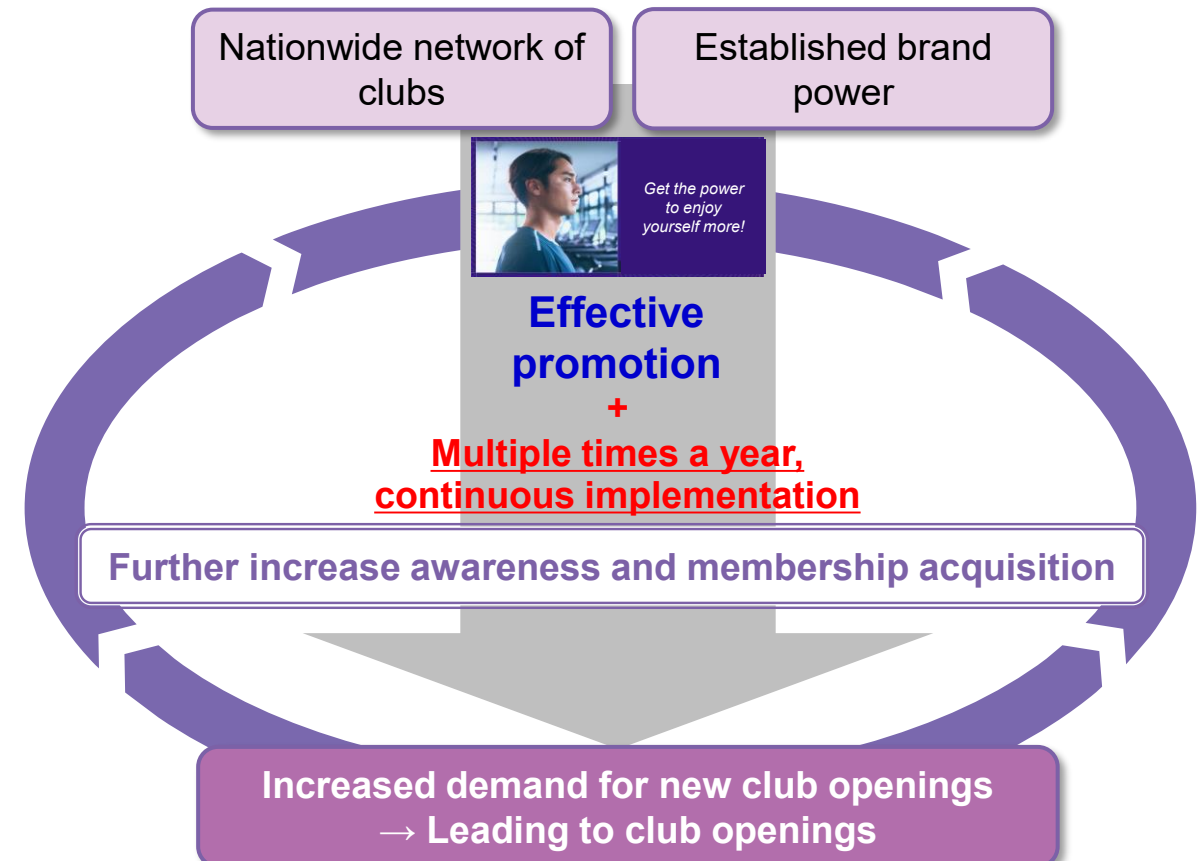 Nationwide network of
clubs
Established brand
power
Get the power
to enjoy
yourself more!
Effective
promotion
+
Multiple times a year,
continuous implementation
Further increase awareness and membership acquisition
Increased demand for new club openings
→ Leading to club openings